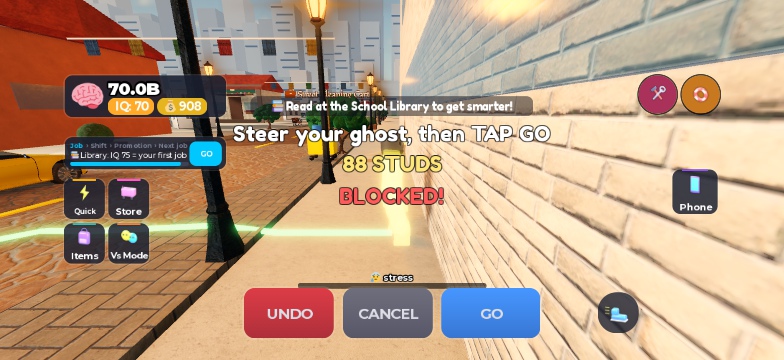 70.0B
IQ: 70
908
Read at the School Library to get smarter!
Steer your ghost, then TAP GO
88 STUDS
BLOCKED!
Job › Shift › Promotion › Next job
Library: IQ 75 = your first job
GO
Quick
Store
Items
Vs Mode
Phone
stress
UNDO
CANCEL
GO